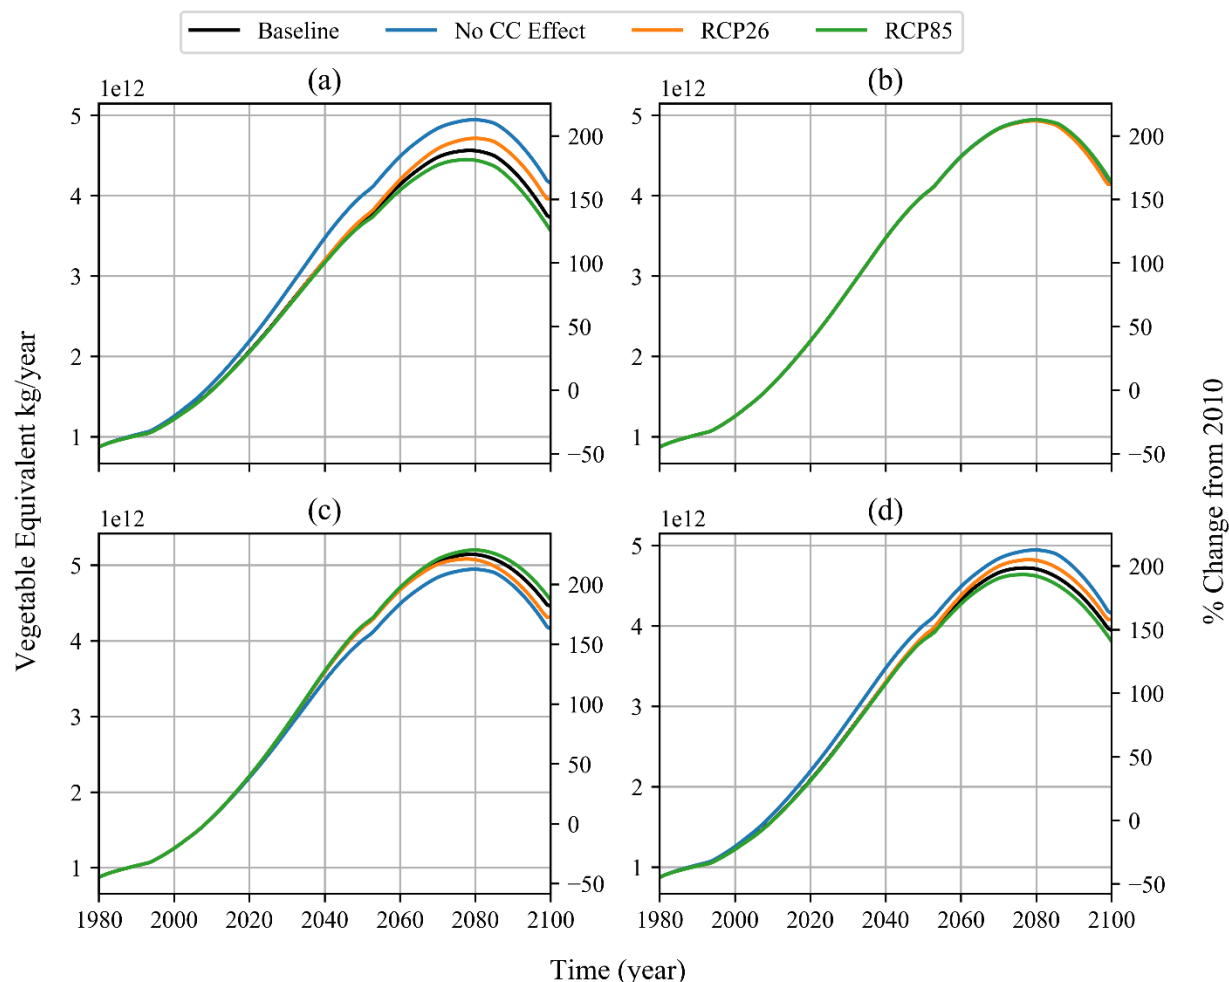 Baseline No CC Effect RCP26 RCP85
(a) (b)
1e12 1e12
5 5
200 200
4 4
150 150
3 3
100 100
50 50
2 2
0 0
1 1
−50 −50
Vegetable Equivalent kg/year
% Change from 2010
(c) (d)
1e12 1e12
5 5
200 200
4 4
150 150
3 3
100 100
2 2
50 50
0 0
1 1
−50 −50
1980 2000 2020 2040 2060 2080 2100 1980 2000 2020 2040 2060 2080 2100
Time (year)